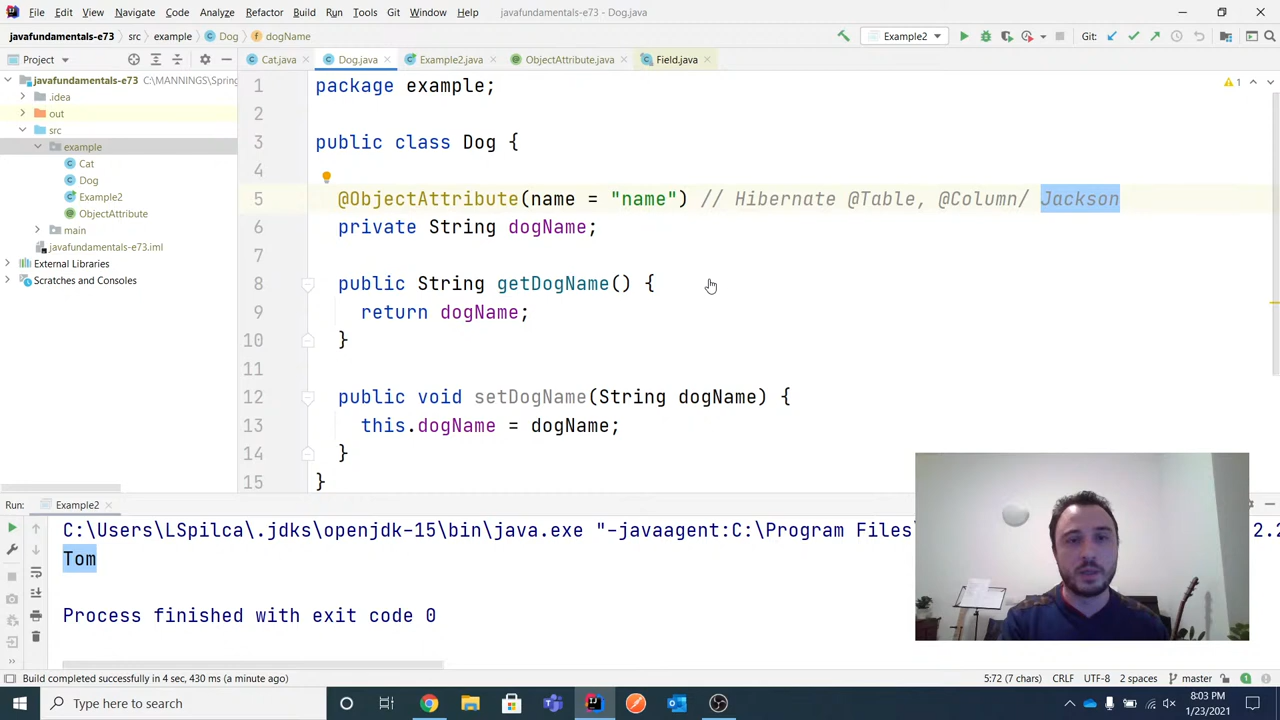 File Edit View Navigate Code Analyze Refactor Build Run Tools Git Window Help javafundamentals-e73 - Dog.java
javafundamentals-e73 src example Dog dogName Example2 Git:
Project Cat.java Dog.java Example2.java ObjectAttribute.java Field.java
javafundamentals-e73 C:\MANNINGS\Spring
.idea
out
src
example
Cat
Dog
Example2
ObjectAttribute
main
javafundamentals-e73.iml
External Libraries
Scratches and Consoles
1 package example;
2
3 public class Dog {
4
5 @ObjectAttribute(name = "name") // Hibernate @Table, @Column/ Jackson
6 private String dogName;
7
8 public String getDogName() {
9 return dogName;
10 }
11
12 public void setDogName(String dogName) {
13 this.dogName = dogName;
14 }
15 }
1
Run: Example2
C:\Users\LSpilca\.jdks\openjdk-15\bin\java.exe "-javaagent:C:\Program Files\ 2.2
Tom
Process finished with exit code 0
Build completed successfully in 4 sec, 430 ms (a minute ago) 5:72 (7 chars) CRLF UTF-8 2 spaces master
Type here to search 8:03 PM
1/23/2021